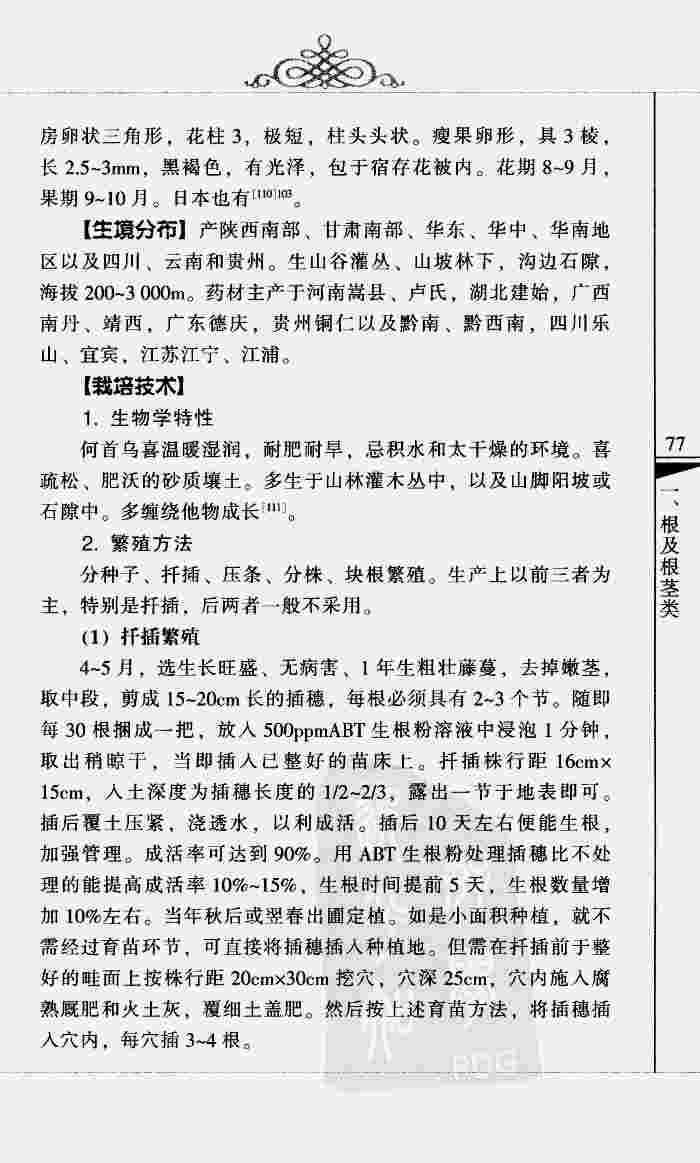 房卵状三角形，花柱 3，极短，柱头头状。瘦果卵形，具 3 棱，
长 2.5~3mm，黑褐色，有光泽，包于宿存花被内。花期 8~9 月，
果期 9~10 月。日本也有[110]103。
【生境分布】产陕西南部、甘肃南部、华东、华中、华南地
区以及四川、云南和贵州。生山谷灌丛、山坡林下，沟边石隙，
海拔 200~3 000m。药材主产于河南嵩县、卢氏，湖北建始，广西
南丹、靖西，广东德庆，贵州铜仁以及黔南、黔西南，四川乐
山、宜宾，江苏江宁、江浦。
【栽培技术】
1. 生物学特性
何首乌喜温暖湿润，耐肥耐旱，忌积水和太干燥的环境。喜
疏松、肥沃的砂质壤土。多生于山林灌木丛中，以及山脚阳坡或
石隙中。多缠绕他物成长[111]。
2. 繁殖方法
分种子、扦插、压条、分株、块根繁殖。生产上以前三者为
主，特别是扦插，后两者一般不采用。
(1) 扦插繁殖
4~5 月，选生长旺盛、无病害、1 年生粗壮藤蔓，去掉嫩茎，
取中段，剪成 15~20cm 长的插穗，每根必须具有 2~3 个节。随即
每 30 根捆成一把，放入 500ppmABT 生根粉溶液中浸泡 1 分钟，
取出稍晾干，当即插入已整好的苗床上。扦插株行距 16cm×
15cm，入土深度为插穗长度的 1/2~2/3，露出一节于地表即可。
插后覆土压紧，浇透水，以利成活。插后 10 天左右便能生根，
加强管理。成活率可达到 90%。用 ABT 生根粉处理插穗比不处
理的能提高成活率 10%~15%，生根时间提前 5 天，生根数量增
加 10%左右。当年秋后或翌春出圃定植。如是小面积种植，就不
需经过育苗环节，可直接将插穗插入种植地。但需在扦插前于整
好的畦面上按株行距 20cm×30cm 挖穴，穴深 25cm，穴内施入腐
熟厩肥和火土灰，覆细土盖肥。然后按上述育苗方法，将插穗插
入穴内，每穴插 3~4 根。
77
一、根及根茎类